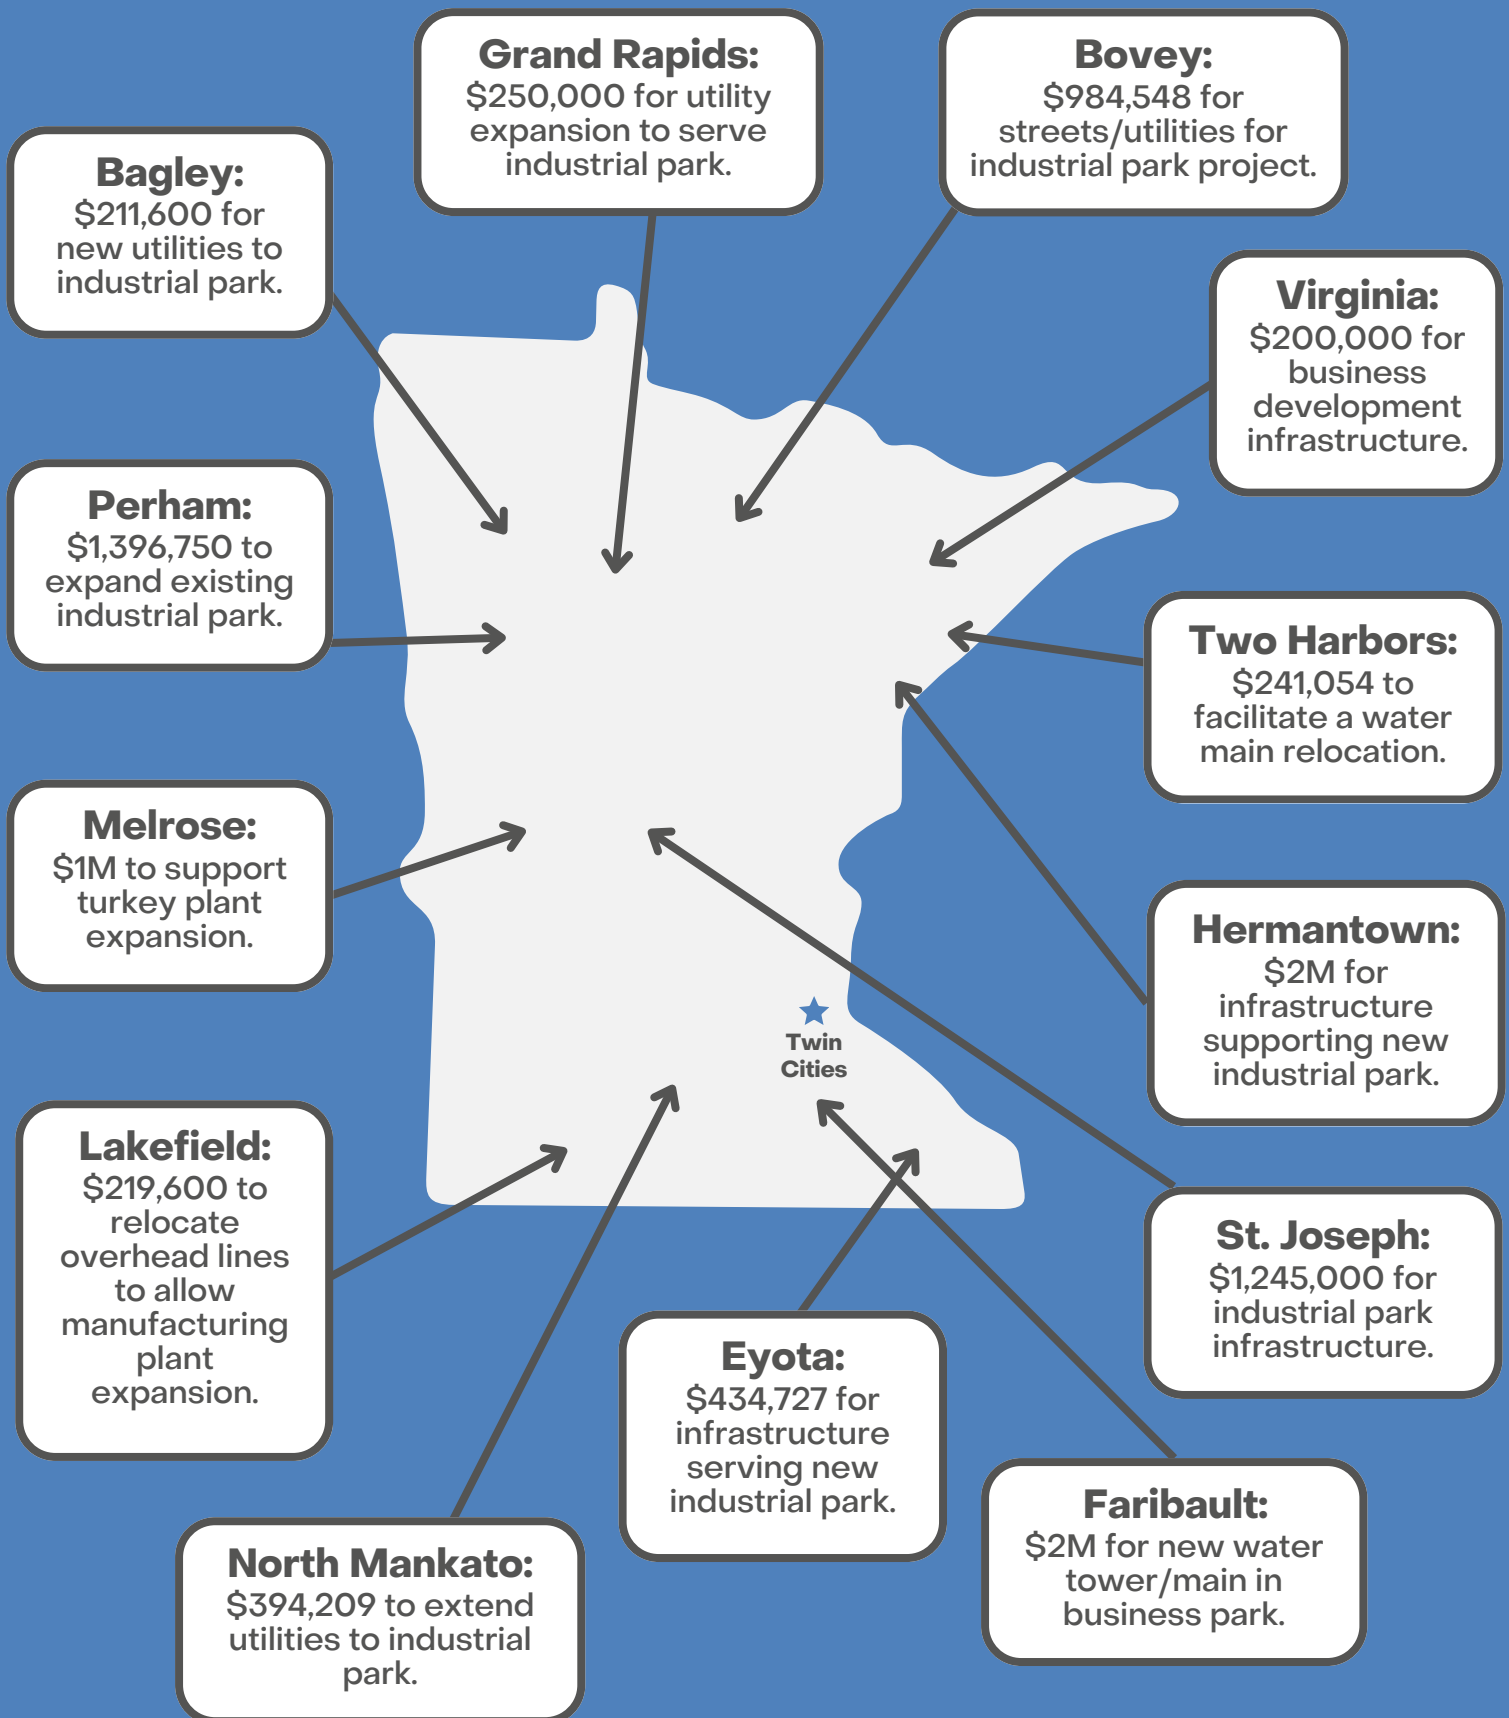 Grand Rapids:
$250,000 for utility
expansion to serve
industrial park.
Bovey:
$984,548 for
streets/utilities for
industrial park project.
Bagley:
$211,600 for
new utilities to
industrial park.
Virginia:
$200,000 for
business
development
infrastructure.
Perham:
$1,396,750 to
expand existing
industrial park.
Two Harbors:
$241,054 to
facilitate a water
main relocation.
Melrose:
$1M to support
turkey plant
expansion.
Hermantown:
$2M for
infrastructure
supporting new
industrial park.
Twin
Cities
Lakefield:
$219,600 to
relocate
overhead lines
to allow
manufacturing
plant
expansion.
St. Joseph:
$1,245,000 for
industrial park
infrastructure.
Eyota:
$434,727 for
infrastructure
serving new
industrial park.
Faribault:
$2M for new water
tower/main in
business park.
North Mankato:
$394,209 to extend
utilities to industrial
park.